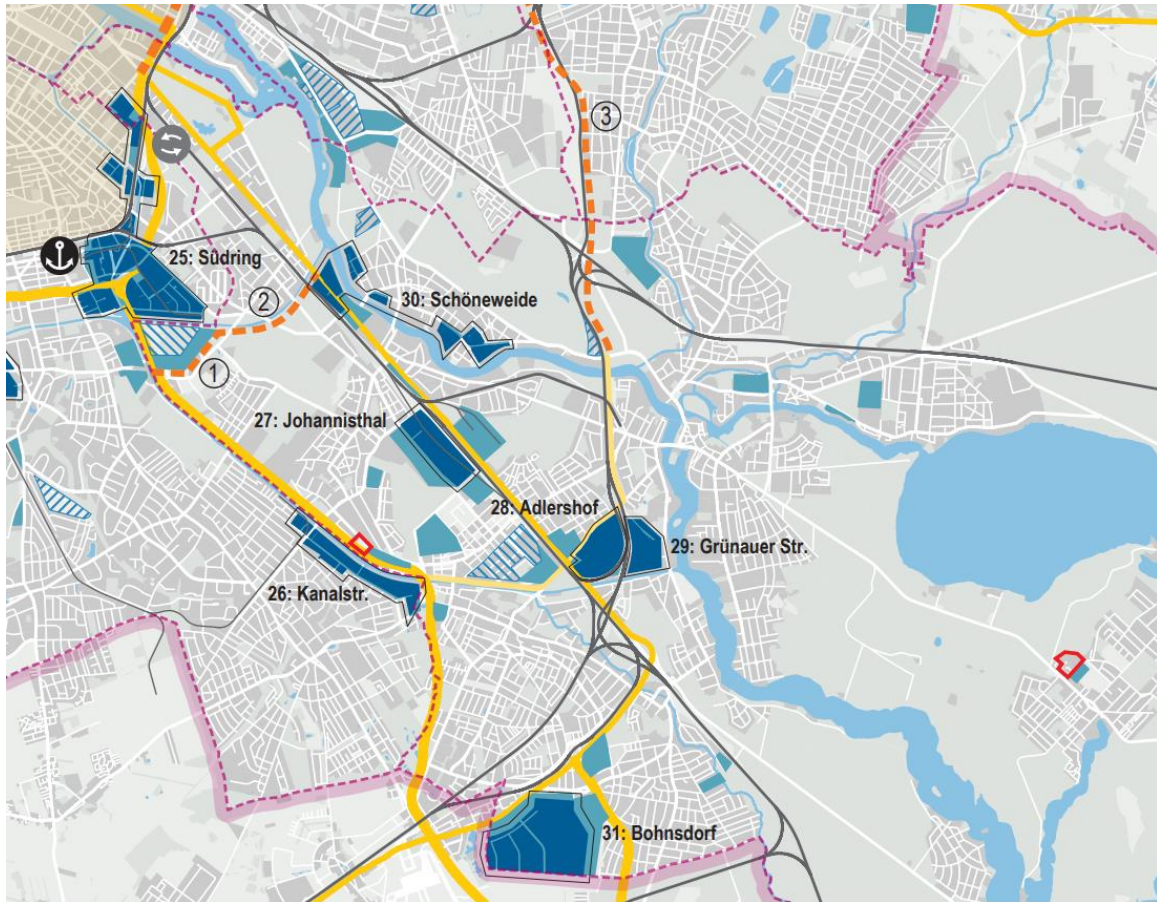 3
25: Südring
2
30: Schöneweide
1
27: Johannisthal
28: Adlershof
29: Grünauer Str.
26: Kanalstr.
31: Bohnsdorf